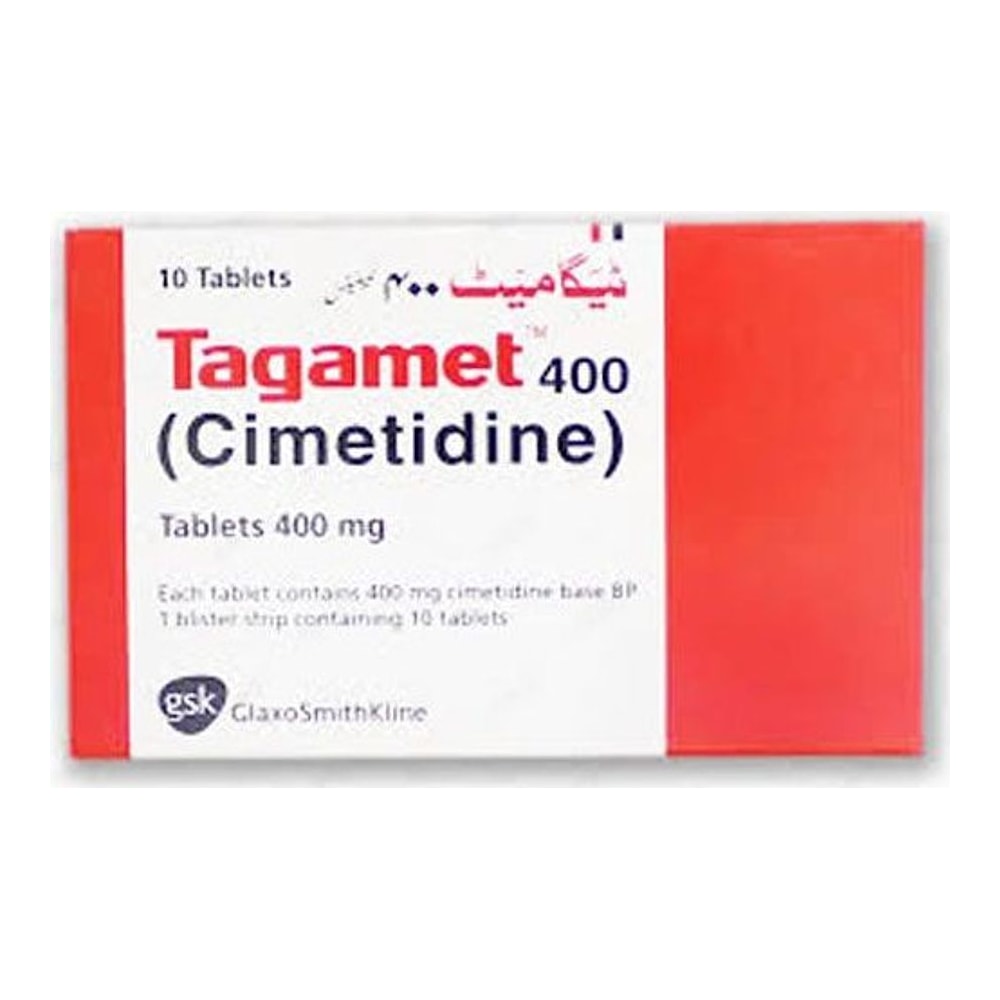 10 Tablets ٹیگامیٹ ۴۰۰
Tagamet™ 400
(Cimetidine)
Tablets 400 mg
Each tablet contains 400 mg cimetidine base BP
1 blister strip containing 10 tablets
gsk GlaxoSmithKline